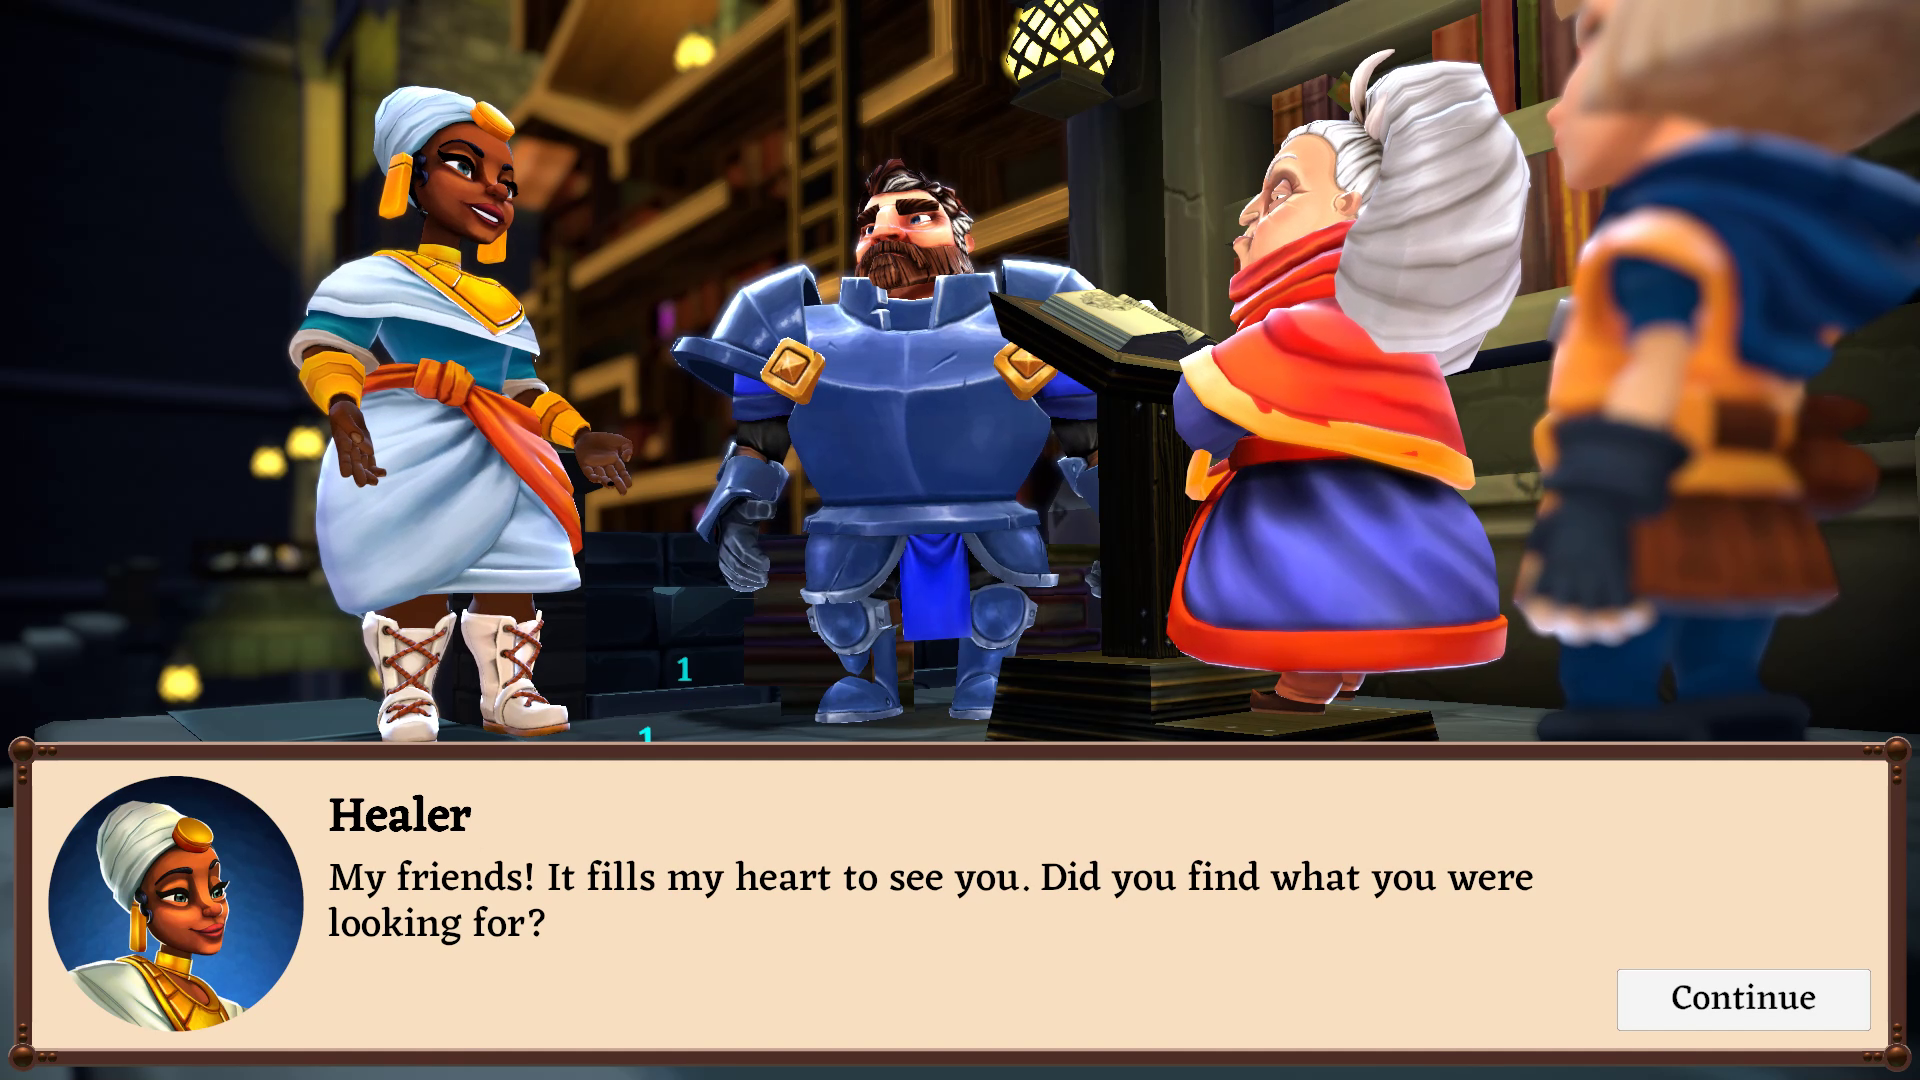 1
1
Healer
My friends! It fills my heart to see you. Did you find what you were
looking for?
Continue